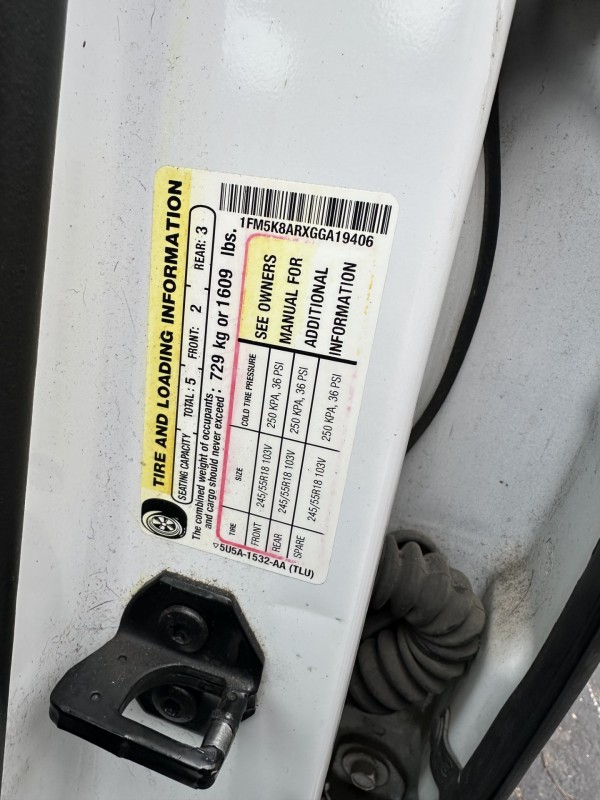 1FM5K8ARXGGA19406
TIRE AND LOADING INFORMATION
SEATING CAPACITY TOTAL: 5 FRONT: 2 REAR: 3
The combined weight of occupants
and cargo should never exceed: 729 kg or 1609 lbs.
TIRE SIZE COLD TIRE PRESSURE
FRONT 245/55R18 103V 250 KPA, 36 PSI
REAR 245/55R18 103V 250 KPA, 36 PSI
SPARE 245/55R18 103V 250 KPA, 36 PSI
SEE OWNERS
MANUAL FOR
ADDITIONAL
INFORMATION
5U5A-1532-AA (TLU)